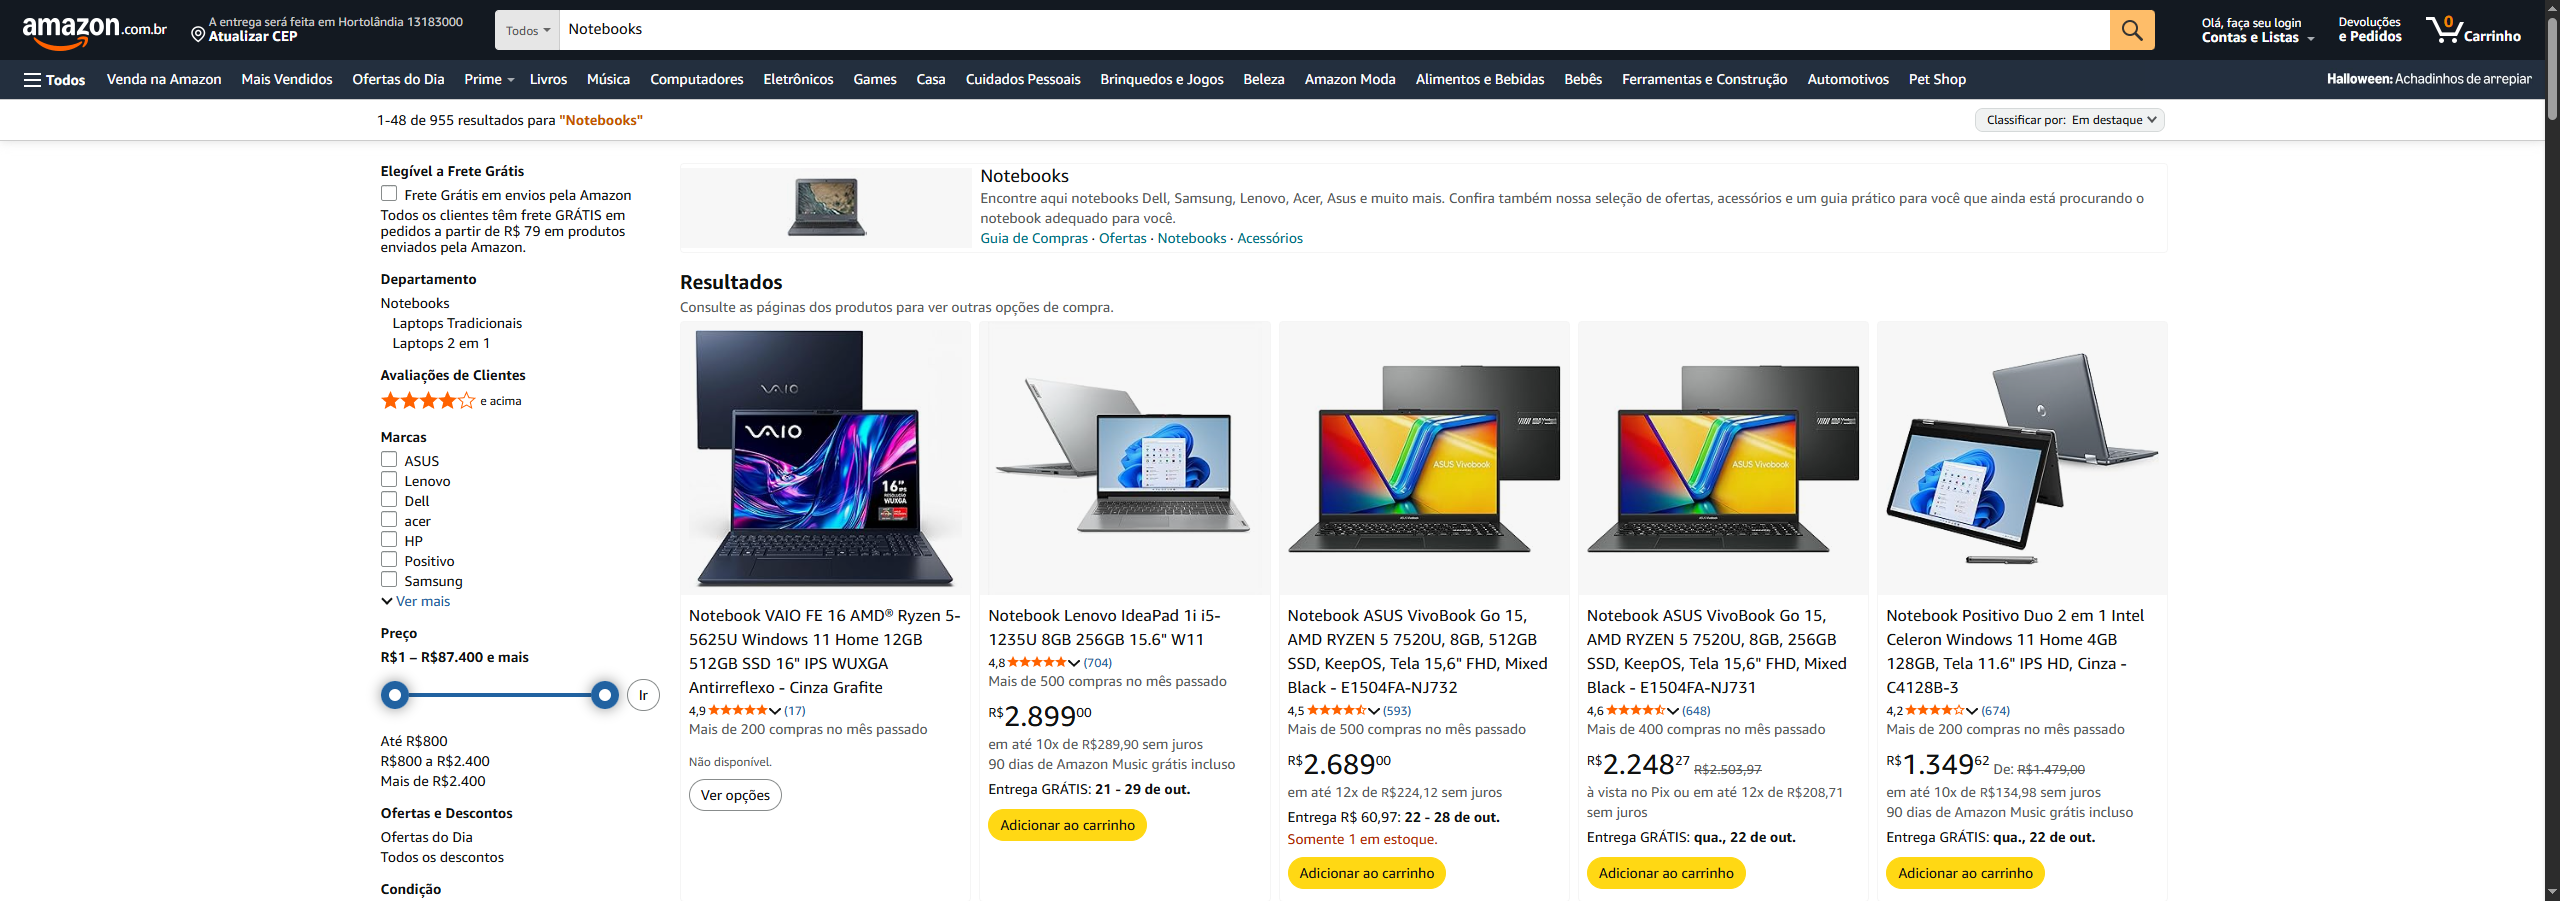 amazon.com.br
A entrega será feita em Hortolândia 13183000
Atualizar CEP
Todos
Notebooks
Olá, faça seu login
Contas e Listas
Devoluções
e Pedidos
0
Carrinho
Todos
Venda na Amazon
Mais Vendidos
Ofertas do Dia
Prime
Livros
Música
Computadores
Eletrônicos
Games
Casa
Cuidados Pessoais
Brinquedos e Jogos
Beleza
Amazon Moda
Alimentos e Bebidas
Bebês
Ferramentas e Construção
Automotivos
Pet Shop
Halloween: Achadinhos de arrepiar
1-48 de 955 resultados para "Notebooks"
Classificar por: Em destaque
Elegível a Frete Grátis
Frete Grátis em envios pela Amazon
Todos os clientes têm frete GRÁTIS em
pedidos a partir de R$ 79 em produtos
enviados pela Amazon.
Departamento
Notebooks
Laptops Tradicionais
Laptops 2 em 1
Avaliações de Clientes
e acima
Marcas
ASUS
Lenovo
Dell
acer
HP
Positivo
Samsung
Ver mais
Preço
R$1 – R$87.400 e mais
Ir
Até R$800
R$800 a R$2.400
Mais de R$2.400
Ofertas e Descontos
Ofertas do Dia
Todos os descontos
Condição
Notebooks
Encontre aqui notebooks Dell, Samsung, Lenovo, Acer, Asus e muito mais. Confira também nossa seleção de ofertas, acessórios e um guia prático para você que ainda está procurando o
notebook adequado para você.
Guia de Compras · Ofertas · Notebooks · Acessórios
Resultados
Consulte as páginas dos produtos para ver outras opções de compra.
VAIO
VAIO
16" IPS
RESOLUÇÃO
WUXGA
Notebook VAIO FE 16 AMD® Ryzen 5-
5625U Windows 11 Home 12GB
512GB SSD 16" IPS WUXGA
Antirreflexo - Cinza Grafite
4,9 (17)
Mais de 200 compras no mês passado
Não disponível.
Ver opções
Notebook Lenovo IdeaPad 1i i5-
1235U 8GB 256GB 15.6" W11
4,8 (704)
Mais de 500 compras no mês passado
R$2.89900
em até 10x de R$289,90 sem juros
90 dias de Amazon Music grátis incluso
Entrega GRÁTIS: 21 - 29 de out.
Adicionar ao carrinho
ASUS Vivobook
Notebook ASUS VivoBook Go 15,
AMD RYZEN 5 7520U, 8GB, 512GB
SSD, KeepOS, Tela 15,6" FHD, Mixed
Black - E1504FA-NJ732
4,5 (593)
Mais de 500 compras no mês passado
R$2.68900
em até 12x de R$224,12 sem juros
Entrega R$ 60,97: 22 - 28 de out.
Somente 1 em estoque.
Adicionar ao carrinho
ASUS Vivobook
Notebook ASUS VivoBook Go 15,
AMD RYZEN 5 7520U, 8GB, 256GB
SSD, KeepOS, Tela 15,6" FHD, Mixed
Black - E1504FA-NJ731
4,6 (648)
Mais de 400 compras no mês passado
R$2.24827 R$2.503,97
à vista no Pix ou em até 12x de R$208,71
sem juros
Entrega GRÁTIS: qua., 22 de out.
Adicionar ao carrinho
Notebook Positivo Duo 2 em 1 Intel
Celeron Windows 11 Home 4GB
128GB, Tela 11.6" IPS HD, Cinza -
C4128B-3
4,2 (674)
Mais de 200 compras no mês passado
R$1.34962 De: R$1.479,00
em até 10x de R$134,98 sem juros
90 dias de Amazon Music grátis incluso
Entrega GRÁTIS: qua., 22 de out.
Adicionar ao carrinho